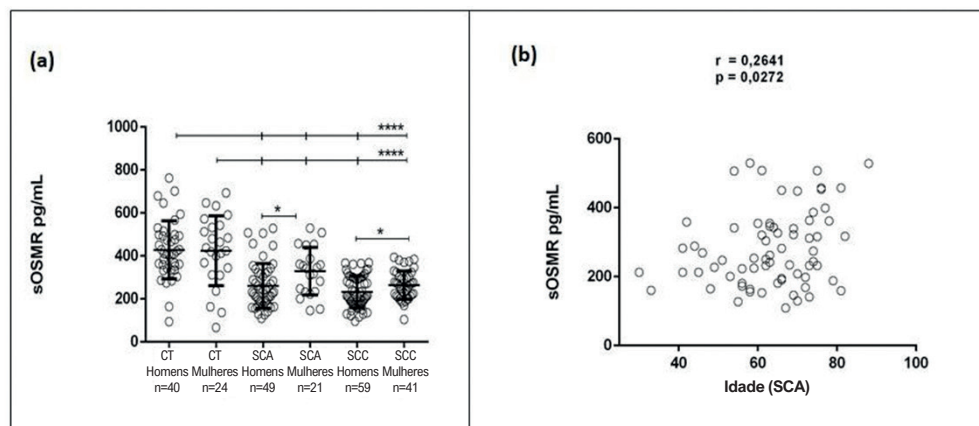 (a)
sOSMR pg/mL
1000
800
600
400
200
0
****
****
*
*
CT CT SCA SCA SCC SCC
Homens Mulheres Homens Mulheres Homens Mulheres
n=40 n=24 n=49 n=21 n=59 n=41
(b)
r = 0,2641
p = 0,0272
sOSMR pg/mL
600
400
200
0
40 60 80 100
Idade (SCA)